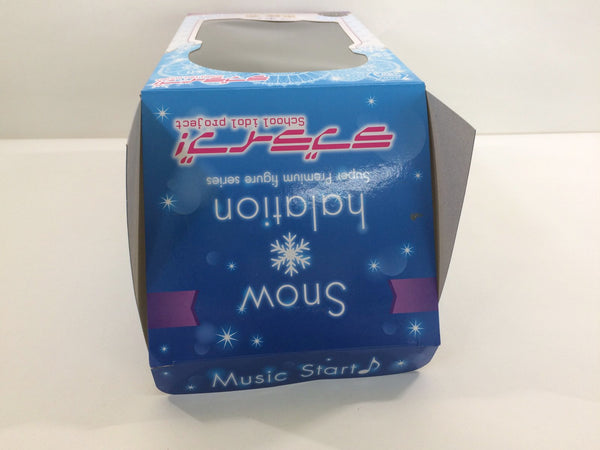 ラブライブ!
School idol project
Super Premium figure series
Snow
halation
Music Start♪